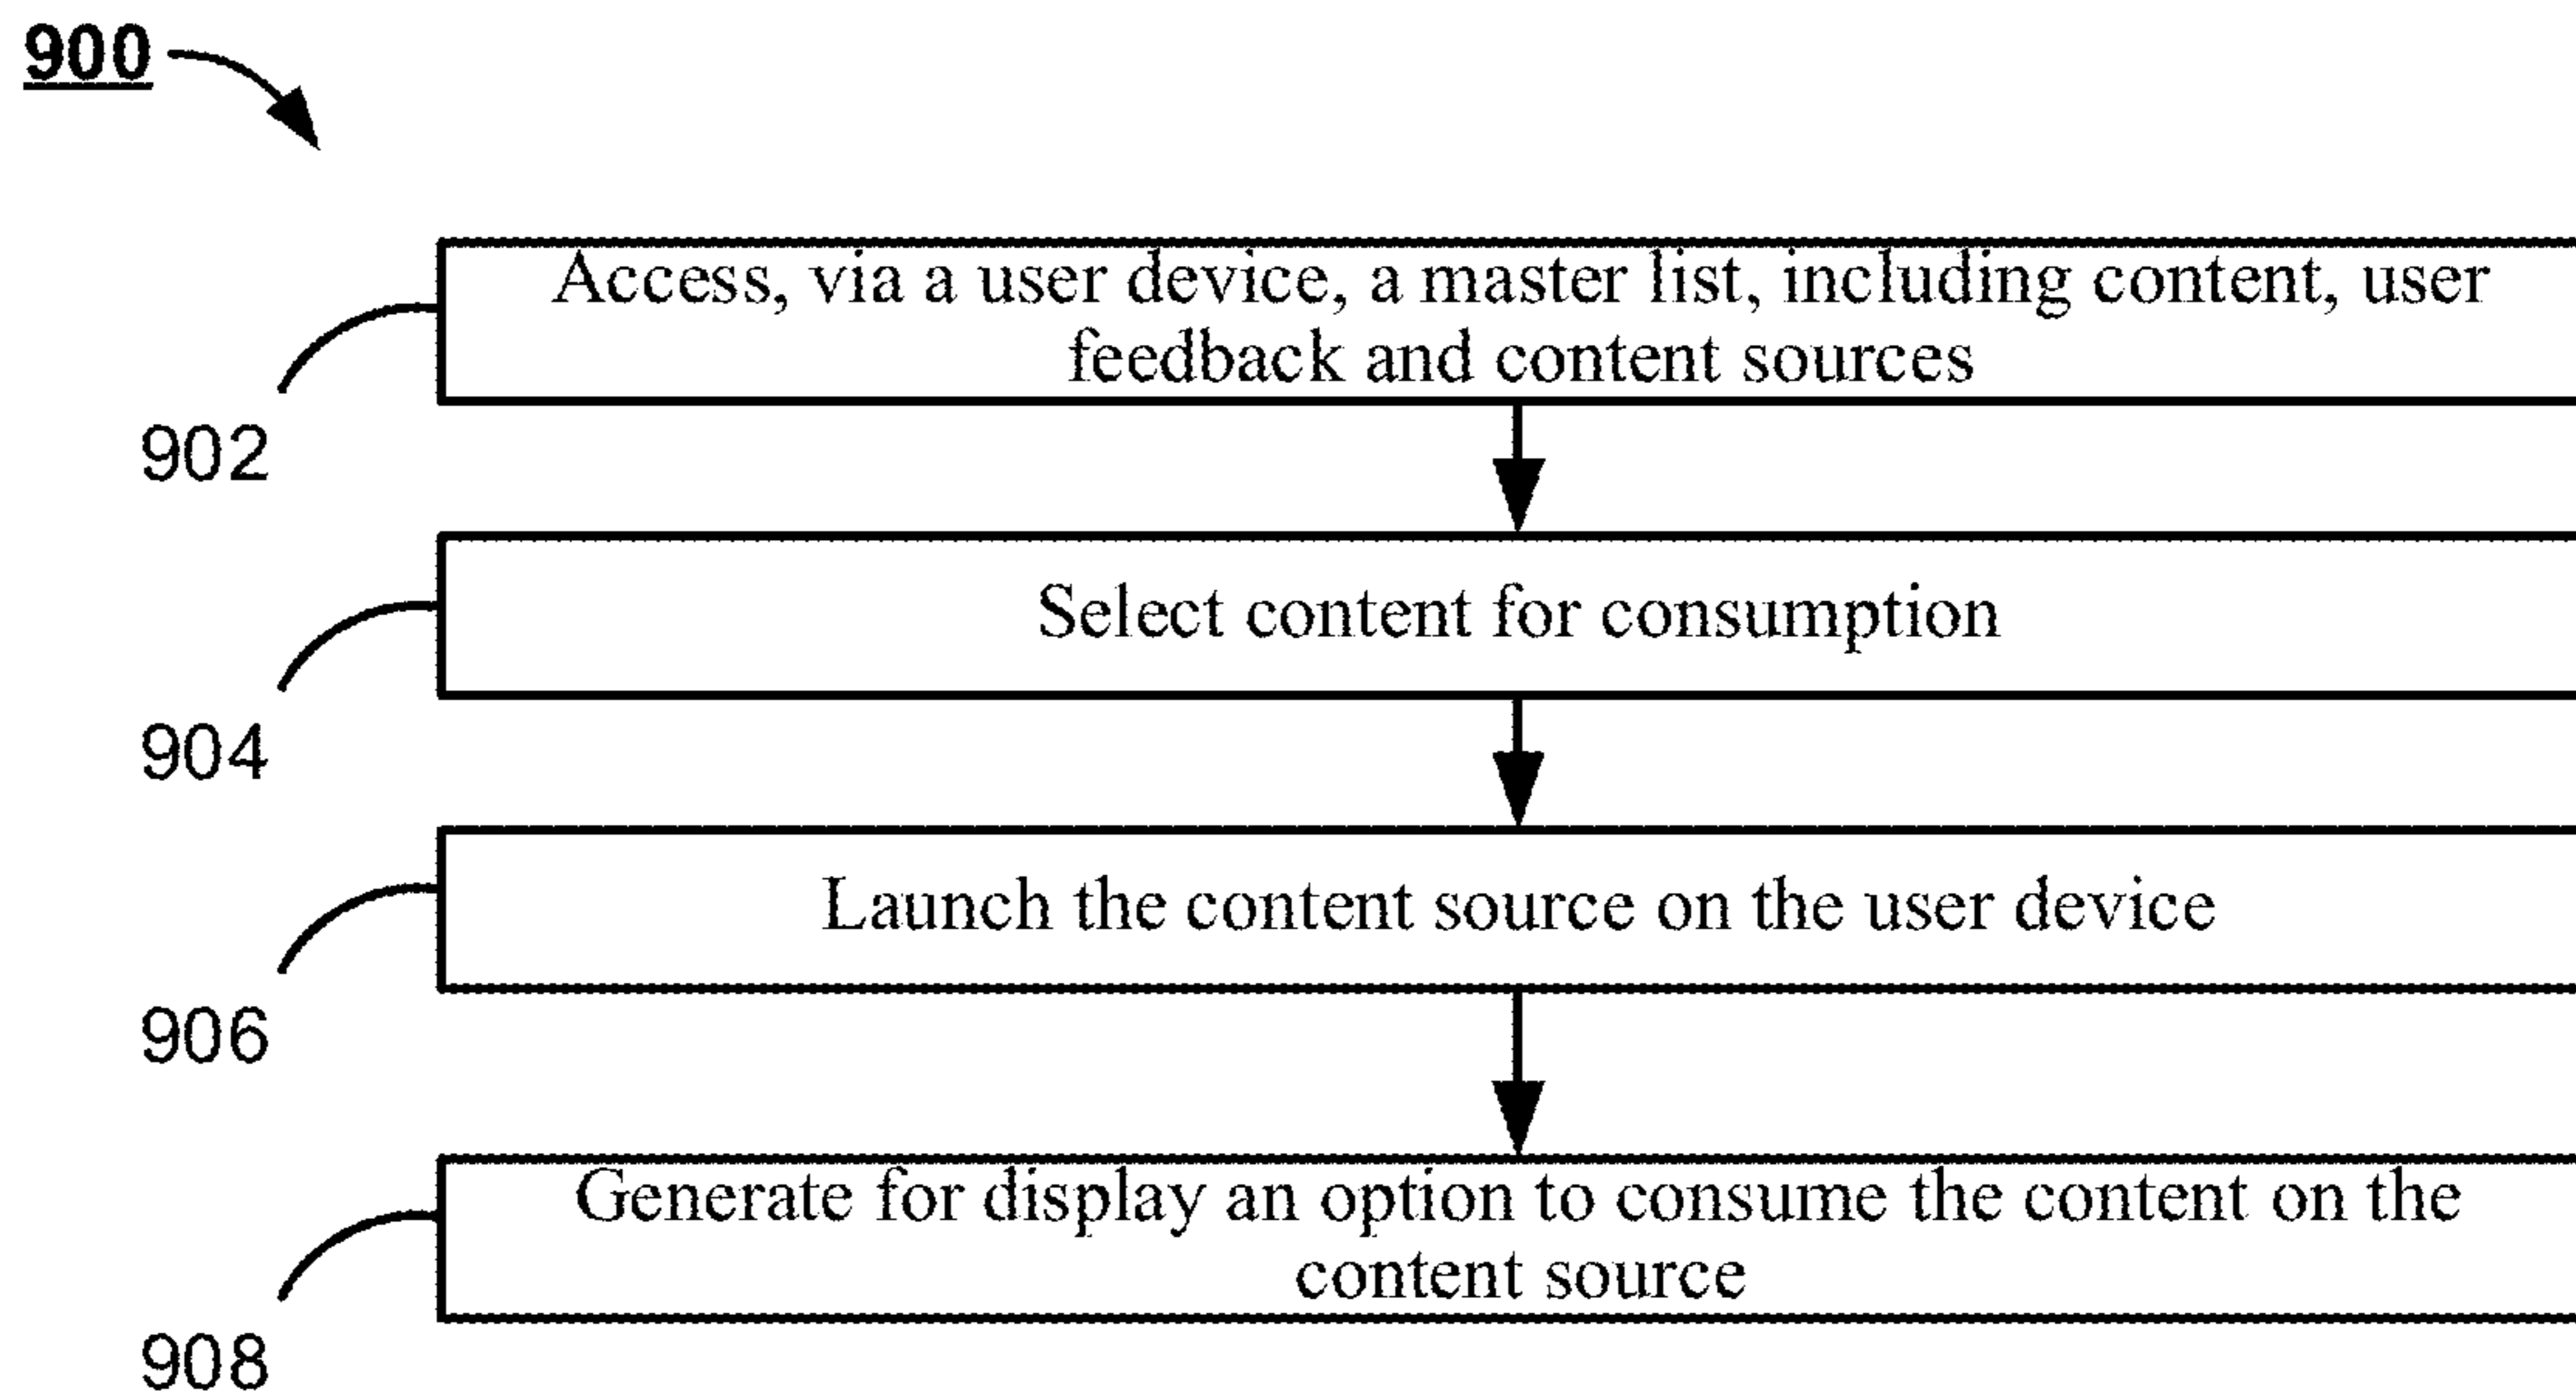 900
Access, via a user device, a master list, including content, user
feedback and content sources
902
Select content for consumption
904
Launch the content source on the user device
906
Generate for display an option to consume the content on the
content source
908